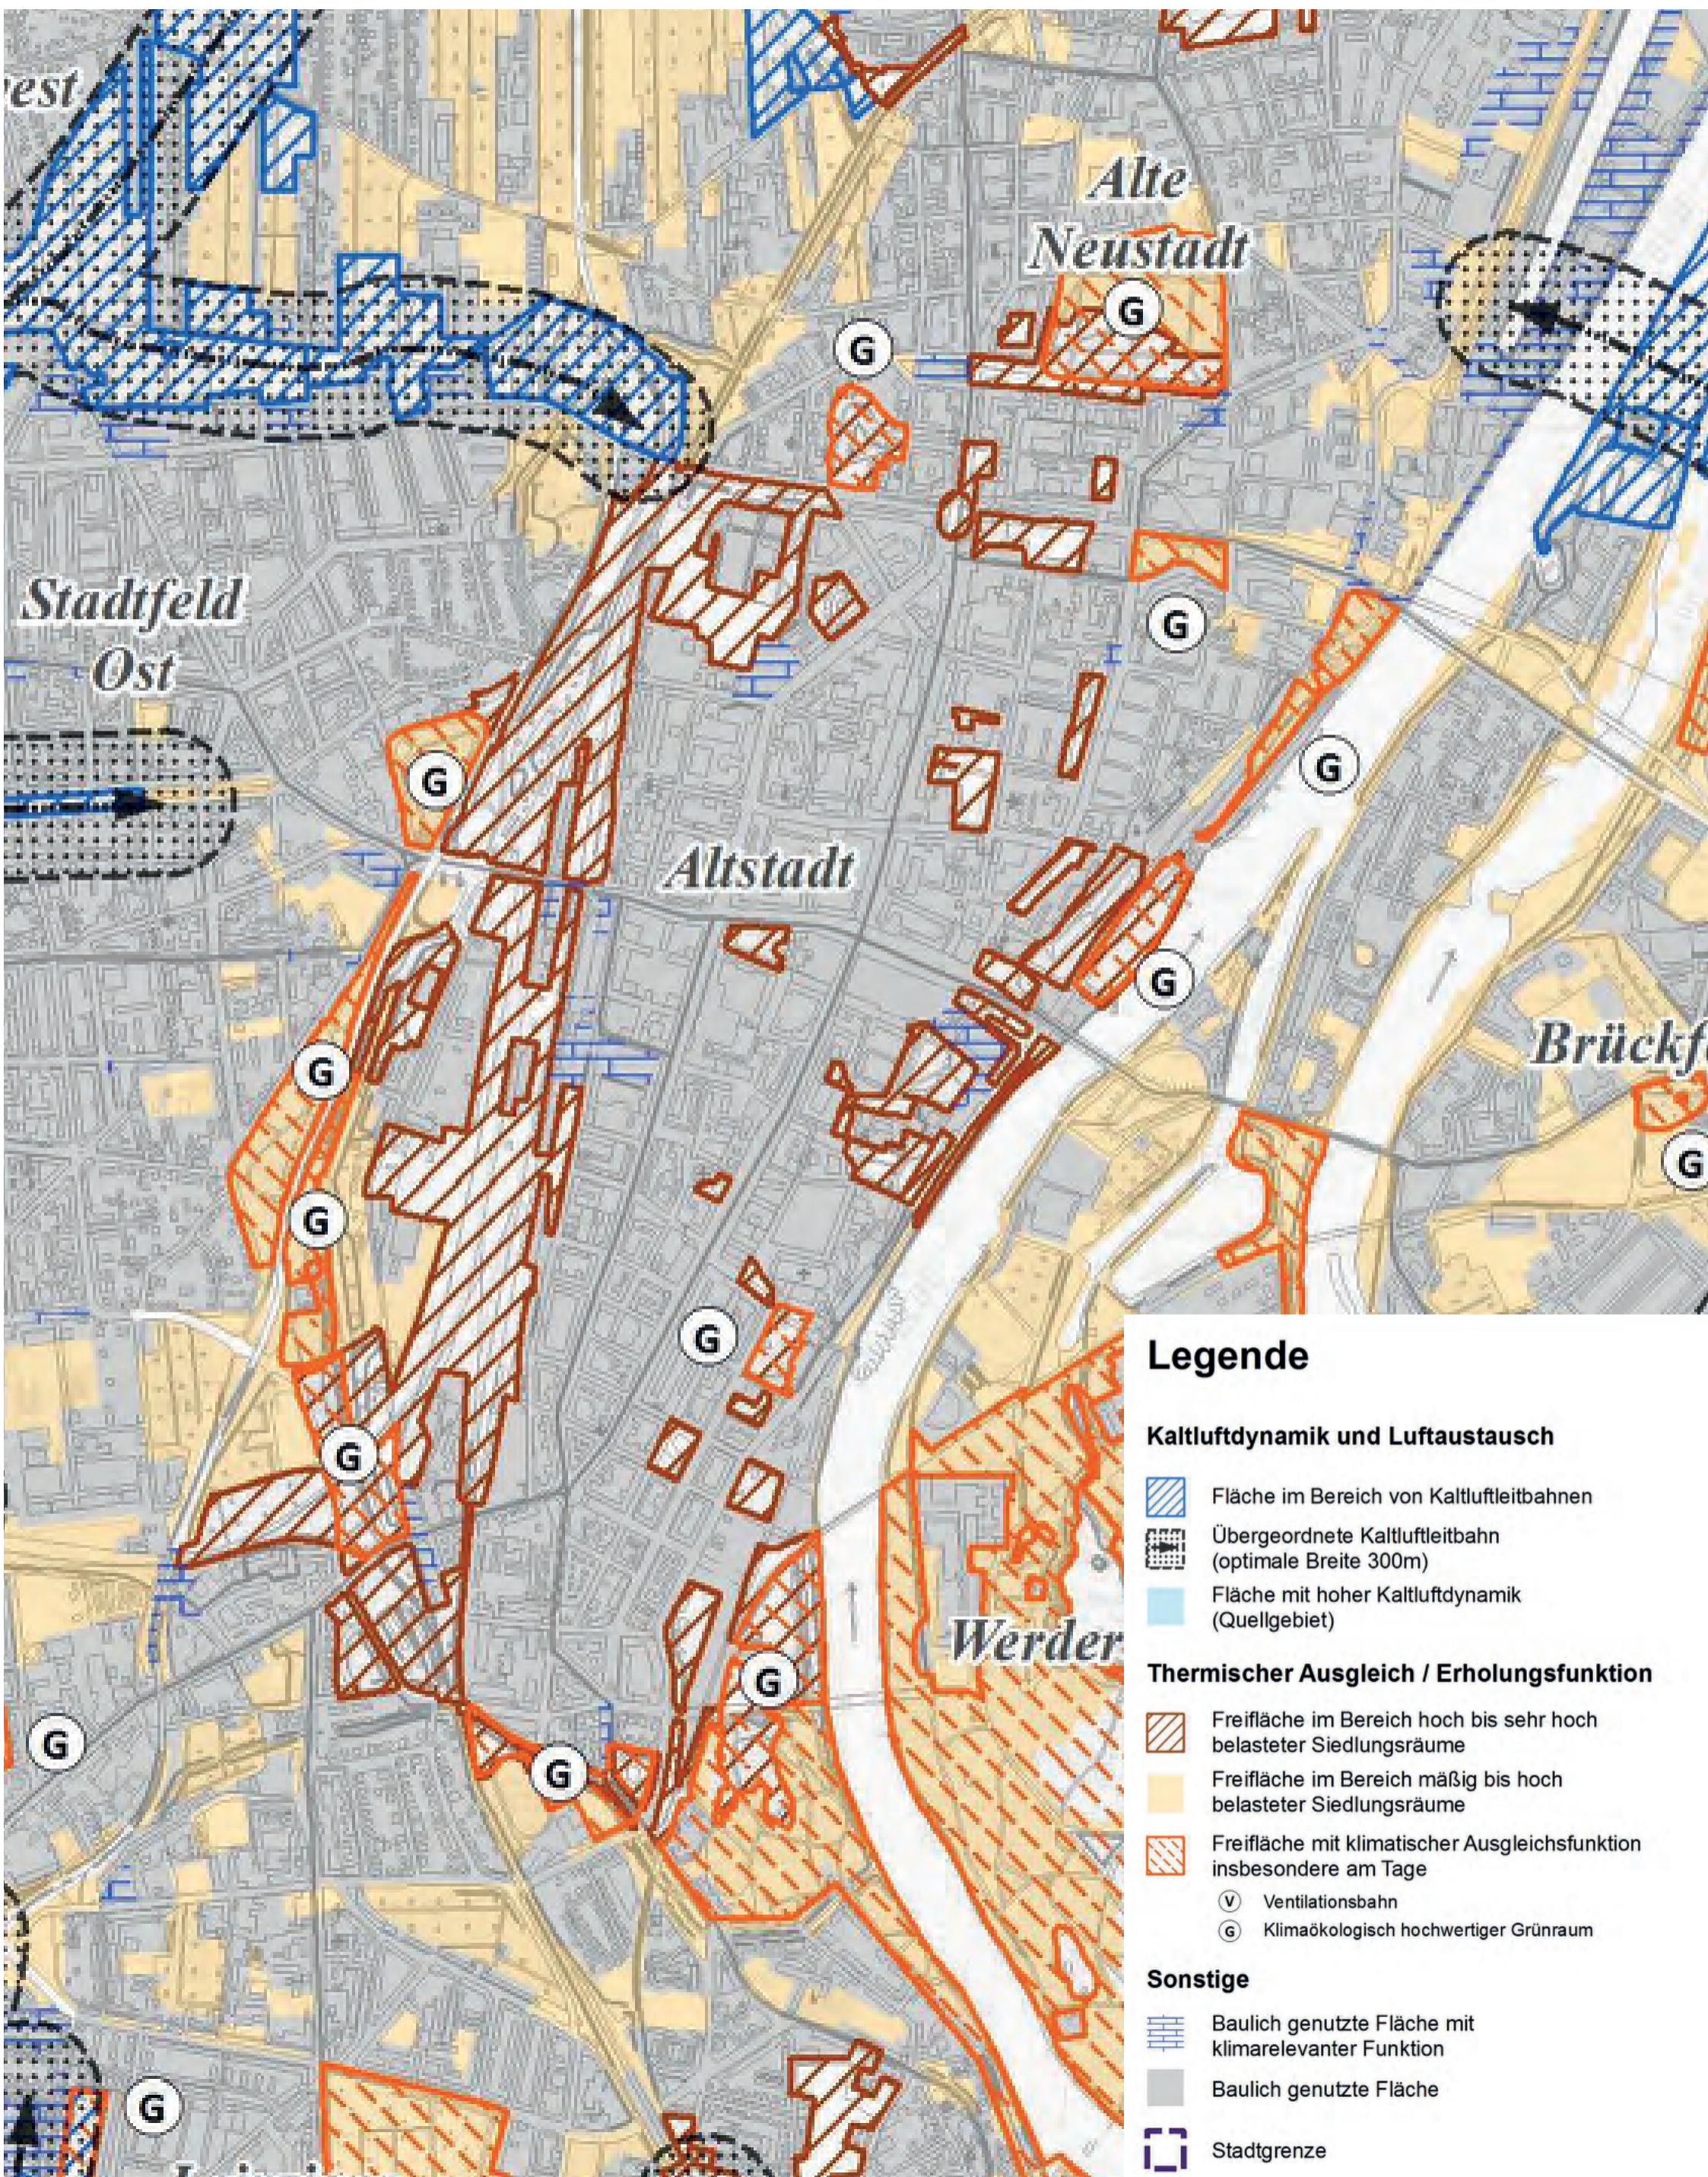 est
Alte
Neustadt
G
G
Stadtfeld
Ost
G
G
G
Altstadt
G
Brückf
G
G
G
G
G
Werder
G
G
G
G
Legende
Kaltluftdynamik und Luftaustausch
Fläche im Bereich von Kaltluftleitbahnen
Übergeordnete Kaltluftleitbahn
(optimale Breite 300m)
Fläche mit hoher Kaltluftdynamik
(Quellgebiet)
Thermischer Ausgleich / Erholungsfunktion
Freifläche im Bereich hoch bis sehr hoch
belasteter Siedlungsräume
Freifläche im Bereich mäßig bis hoch
belasteter Siedlungsräume
Freifläche mit klimatischer Ausgleichsfunktion
insbesondere am Tage
V Ventilationsbahn
G Klimaökologisch hochwertiger Grünraum
Sonstige
Baulich genutzte Fläche mit
klimarelevanter Funktion
Baulich genutzte Fläche
Stadtgrenze